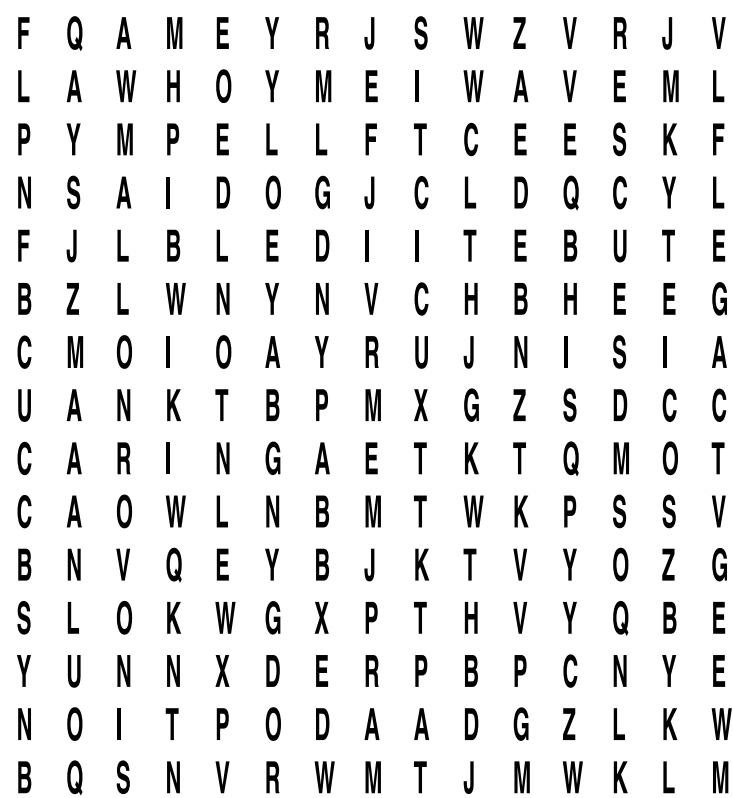 F Q A M E Y R J S W Z V R J V
L A W H O Y M E I W A V E M L
P Y M P E L L F T C E E S K F
N S A I D O G J C L D Q C Y L
F J L B L E D I I T E B U T E
B Z L W N Y N V C H B H E E G
C M O I O A Y R U J N I S I A
U A N K T B P M X G Z S D C C
C A R I N G A E T K T Q M O T
C A O W L N B M T W K P S S V
B N V Q E Y B J K T V Y O Z G
S L O K W G X P T H V Y Q B E
Y U N N X D E R P B P C N Y E
N O I T P O D A A D G Z L K W
B Q S N V R W M T J M W K L M